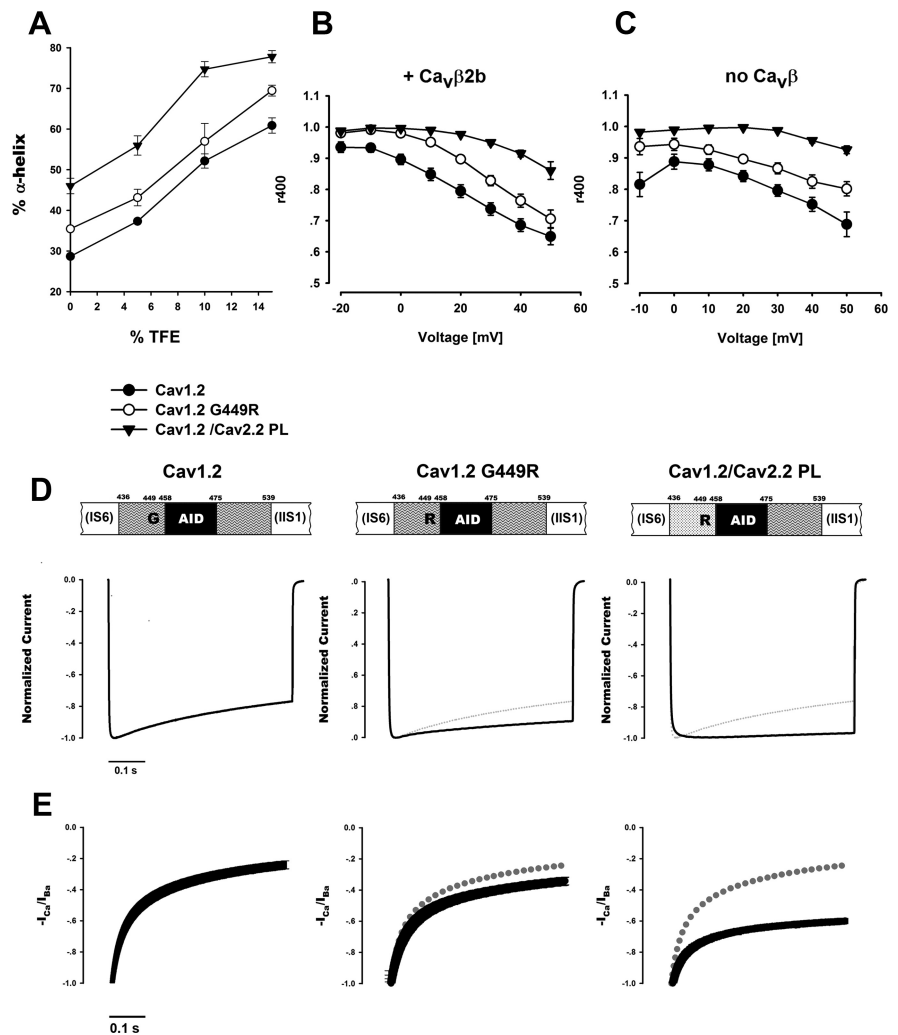 A
B
C
+ CaVβ2b
no CaVβ
80
70
60
50
40
30
20
% α-helix
0 2 4 6 8 10 12 14
% TFE
1.1
1.0
.9
.8
.7
.6
.5
r400
-20 0 20 40 60
Voltage [mV]
1.1
1.0
.9
.8
.7
.6
.5
r400
-10 0 10 20 30 40 50 60
Voltage [mV]
Cav1.2
Cav1.2 G449R
Cav1.2 /Cav2.2 PL
D
Cav1.2
436 449 458 475 539
(IS6) G AID (IIS1)
Cav1.2 G449R
436 449 458 475 539
(IS6) R AID (IIS1)
Cav1.2/Cav2.2 PL
436 449 458 475 539
(IS6) R AID (IIS1)
0.0
-.2
-.4
-.6
-.8
-1.0
Normalized Current
0.1 s
.0
-.2
-.4
-.6
-.8
.0
Normalized Current
0.0
-.2
-.4
-.6
-.8
-1.0
Normalized Current
E
0.0
-.2
-.4
-.6
-.8
-1.0
-ICa/IBa
0.1 s
0.0
-.2
-.4
-.6
-.8
-1.0
-ICa/IBa
0.0
-.2
-.4
-.6
-.8
-1.0
-ICa/IBa